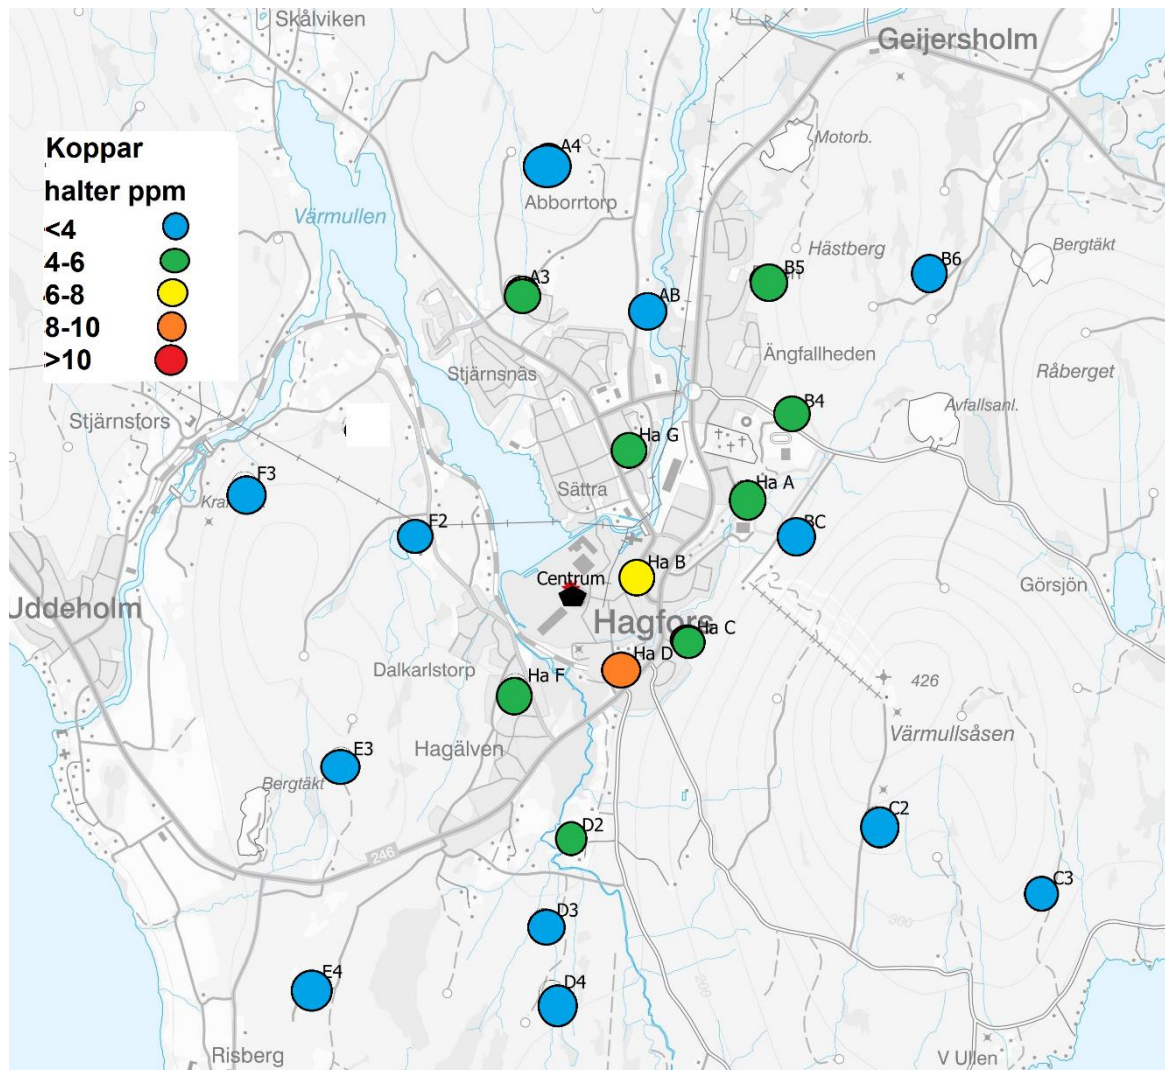 Skålviken
Geijersholm
Koppar
halter ppm
<4
4-6
6-8
8-10
>10
Motorb.
A4
Abborrtorp
Värmullen
Hästberg
Bergtäkt
B5
B6
A3
AB
Ängfallheden
Stjärnsnäs
Råberget
Stjärnsfors
B4
Avfallsanl.
Ha G
F3
Sättra
Ha A
F2
BC
Ha B
Centrum
Görsjön
Uddeholm
Hagfors
Ha C
Ha D
Dalkarlstorp
Ha F
426
Värmullsåsen
Hagälven
E3
Bergtäkt
C2
D2
246
C3
D3
300
E4
D4
200
Risberg
V Ullen